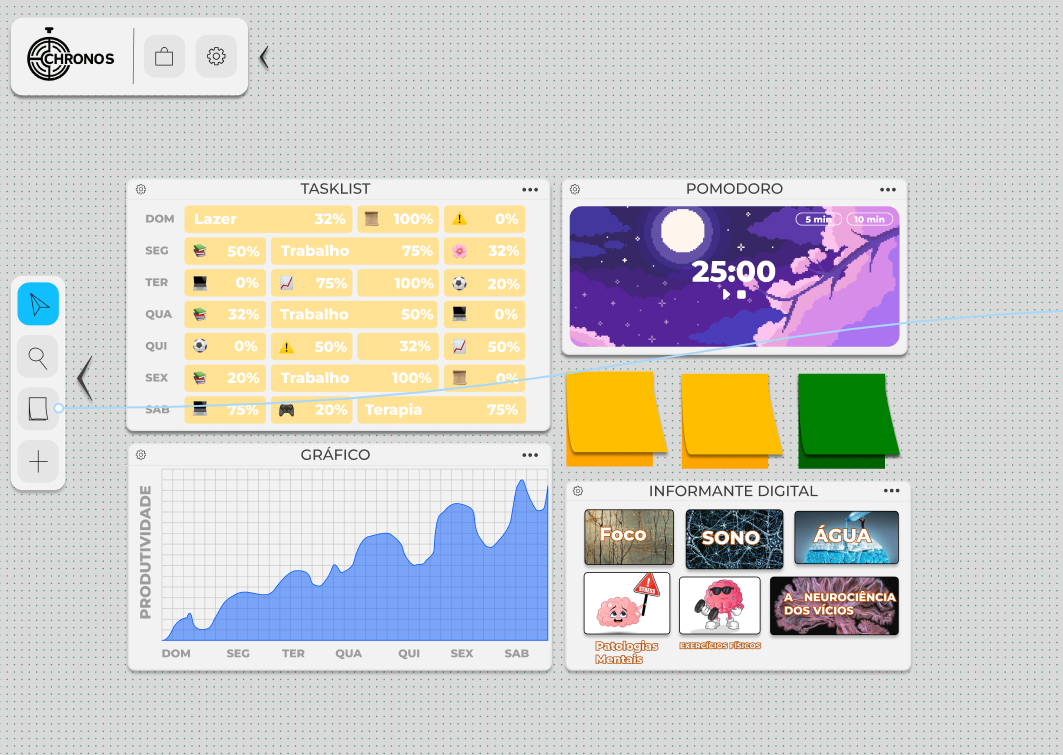 CHRONOS
TASKLIST
DOM Lazer 32% 100% 0%
SEG 50% Trabalho 75% 32%
TER 0% 75% 100% 20%
QUA 32% Trabalho 50% 0%
QUI 0% 50% 32% 50%
SEX 20% Trabalho 100% 0%
SAB 75% 20% Terapia 75%
POMODORO
5 min 10 min
25:00
GRÁFICO
PRODUTIVIDADE
DOM SEG TER QUA QUI SEX SAB
INFORMANTE DIGITAL
Foco
SONO
ÁGUA
STRESS
Patologias
Mentais
EXERCÍCIOS FÍSICOS
A NEUROCIÊNCIA
DOS VÍCIOS